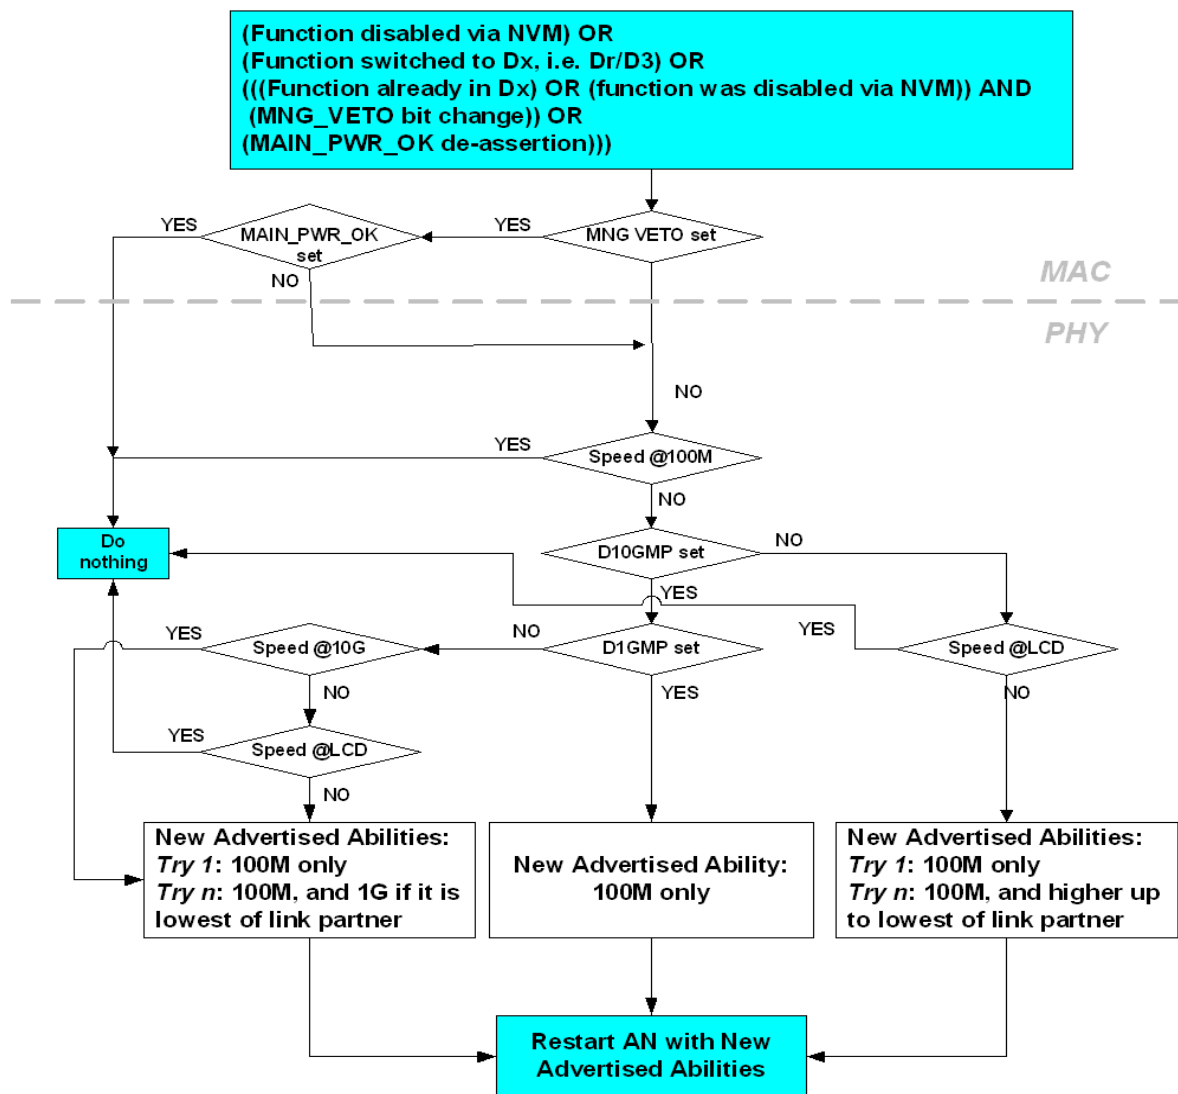 (Function disabled via NVM) OR
(Function switched to Dx, i.e. Dr/D3) OR
(((Function already in Dx) OR (function was disabled via NVM)) AND
(MNG_VETO bit change)) OR
(MAIN_PWR_OK de-assertion)))
YES
MAIN_PWR_OK
set
YES
MNG VETO set
NO
MAC
PHY
NO
YES
Speed @100M
NO
Do
nothing
D10GMP set
NO
YES
YES
Speed @10G
NO
D1GMP set
YES
Speed @LCD
NO
YES
NO
YES
Speed @LCD
NO
New Advertised Abilities:
Try 1: 100M only
Try n: 100M, and 1G if it is
lowest of link partner
New Advertised Ability:
100M only
New Advertised Abilities:
Try 1: 100M only
Try n: 100M, and higher up
to lowest of link partner
Restart AN with New
Advertised Abilities